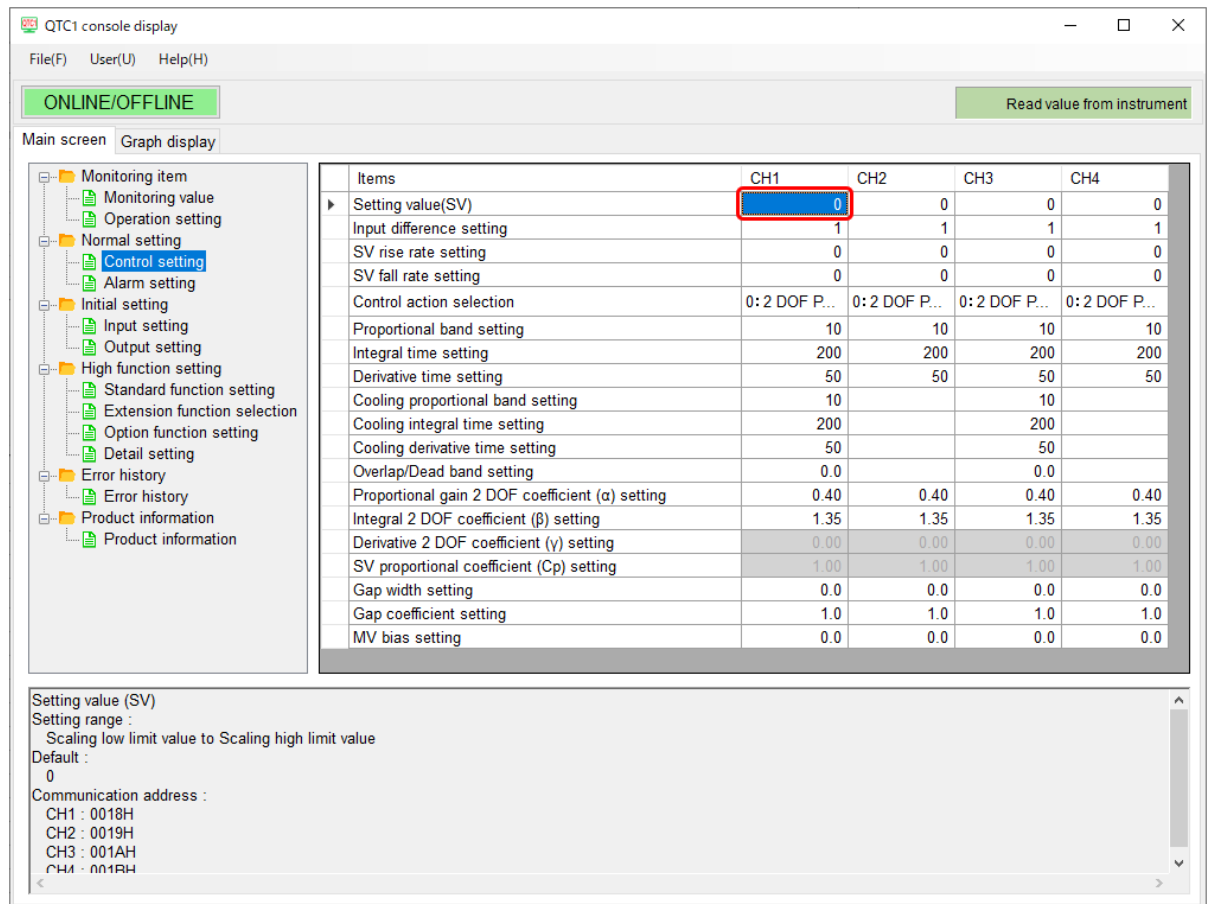 QTC1 console display
File(F) User(U) Help(H)
ONLINE/OFFLINE
Read value from instrument
Main screen Graph display
Monitoring item
Monitoring value
Operation setting
Normal setting
Control setting
Alarm setting
Initial setting
Input setting
Output setting
High function setting
Standard function setting
Extension function selection
Option function setting
Detail setting
Error history
Error history
Product information
Product information
Items CH1 CH2 CH3 CH4
Setting value(SV) 0 0 0 0
Input difference setting 1 1 1 1
SV rise rate setting 0 0 0 0
SV fall rate setting 0 0 0 0
Control action selection 0: 2 DOF P... 0: 2 DOF P... 0: 2 DOF P... 0: 2 DOF P...
Proportional band setting 10 10 10 10
Integral time setting 200 200 200 200
Derivative time setting 50 50 50 50
Cooling proportional band setting 10 10
Cooling integral time setting 200 200
Cooling derivative time setting 50 50
Overlap/Dead band setting 0.0 0.0
Proportional gain 2 DOF coefficient (α) setting 0.40 0.40 0.40 0.40
Integral 2 DOF coefficient (β) setting 1.35 1.35 1.35 1.35
Derivative 2 DOF coefficient (γ) setting 0.00 0.00 0.00 0.00
SV proportional coefficient (Cp) setting 1.00 1.00 1.00 1.00
Gap width setting 0.0 0.0 0.0 0.0
Gap coefficient setting 1.0 1.0 1.0 1.0
MV bias setting 0.0 0.0 0.0 0.0
Setting value (SV)
Setting range :
Scaling low limit value to Scaling high limit value
Default :
0
Communication address :
CH1 : 0018H
CH2 : 0019H
CH3 : 001AH
CH4 : 001BH